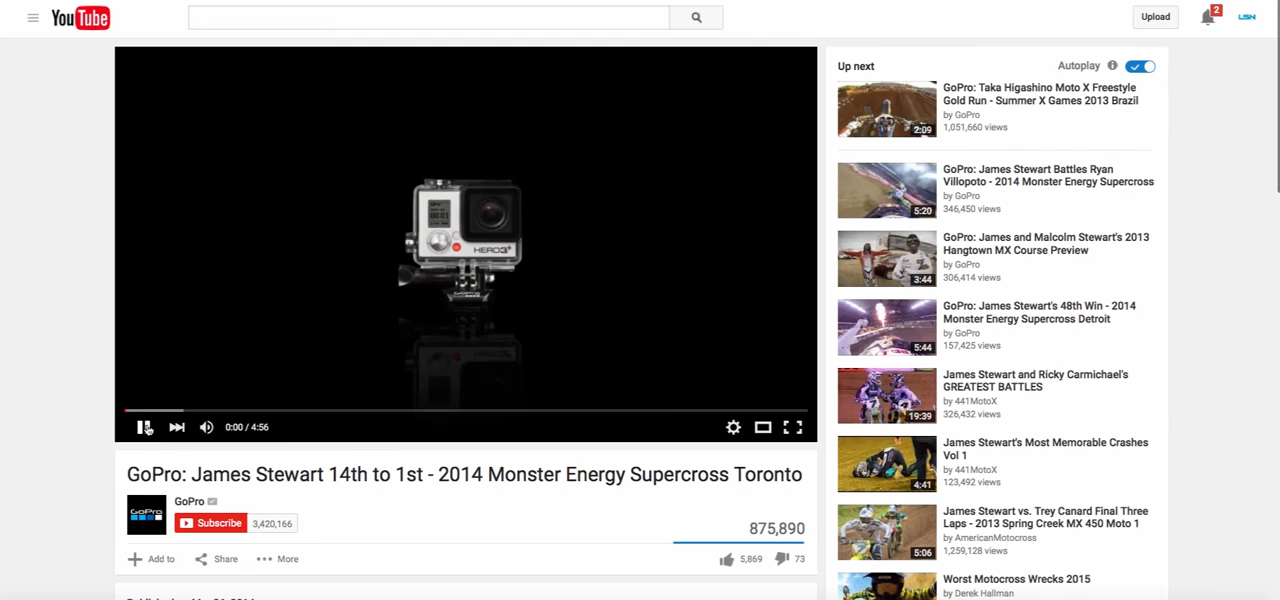 YouTube
Upload
2
LSN
HERO3+
0:00 / 4:56
GoPro: James Stewart 14th to 1st - 2014 Monster Energy Supercross Toronto
GoPro
GoPro
Subscribe 3,420,166
875,890
Add to Share More
5,869 73
Up next Autoplay
2:09
GoPro: Taka Higashino Moto X Freestyle
Gold Run - Summer X Games 2013 Brazil
by GoPro
1,051,660 views
5:20
GoPro: James Stewart Battles Ryan
Villopoto - 2014 Monster Energy Supercross
by GoPro
346,450 views
3:44
GoPro: James and Malcolm Stewart's 2013
Hangtown MX Course Preview
by GoPro
306,414 views
5:44
GoPro: James Stewart's 48th Win - 2014
Monster Energy Supercross Detroit
by GoPro
157,425 views
19:39
James Stewart and Ricky Carmichael's
GREATEST BATTLES
by 441MotoX
326,432 views
4:41
James Stewart's Most Memorable Crashes
Vol 1
by 441MotoX
123,492 views
5:06
James Stewart vs. Trey Canard Final Three
Laps - 2013 Spring Creek MX 450 Moto 1
by AmericanMotocross
1,259,128 views
Worst Motocross Wrecks 2015
by Derek Hallman